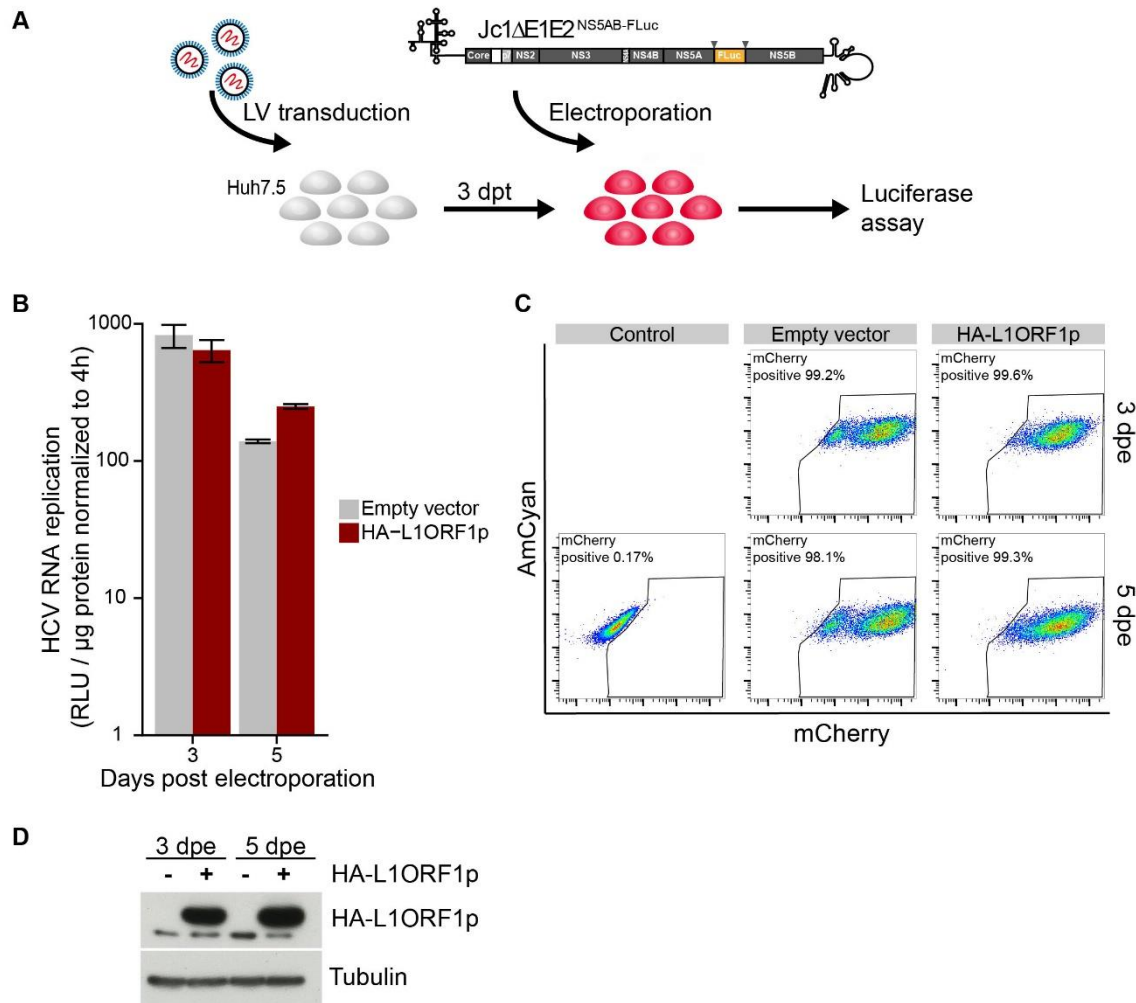 A
Jc1ΔE1E2NS5AB-FLuc
Core p7 NS2 NS3 NS4B NS5A FLuc NS5B
LV transduction
Electroporation
Huh7.5
3 dpt
Luciferase
assay
B
HCV RNA replication
(RLU / µg protein normalized to 4h)
1000
100
10
1
3 5
Days post electroporation
Empty vector
HA-L1ORF1p
C
Control Empty vector HA-L1ORF1p
mCherry
positive 99.2%
mCherry
positive 99.6%
3 dpe
mCherry
positive 0.17%
mCherry
positive 98.1%
mCherry
positive 99.3%
5 dpe
AmCyan
mCherry
D
3 dpe 5 dpe
- + - + HA-L1ORF1p
HA-L1ORF1p
Tubulin